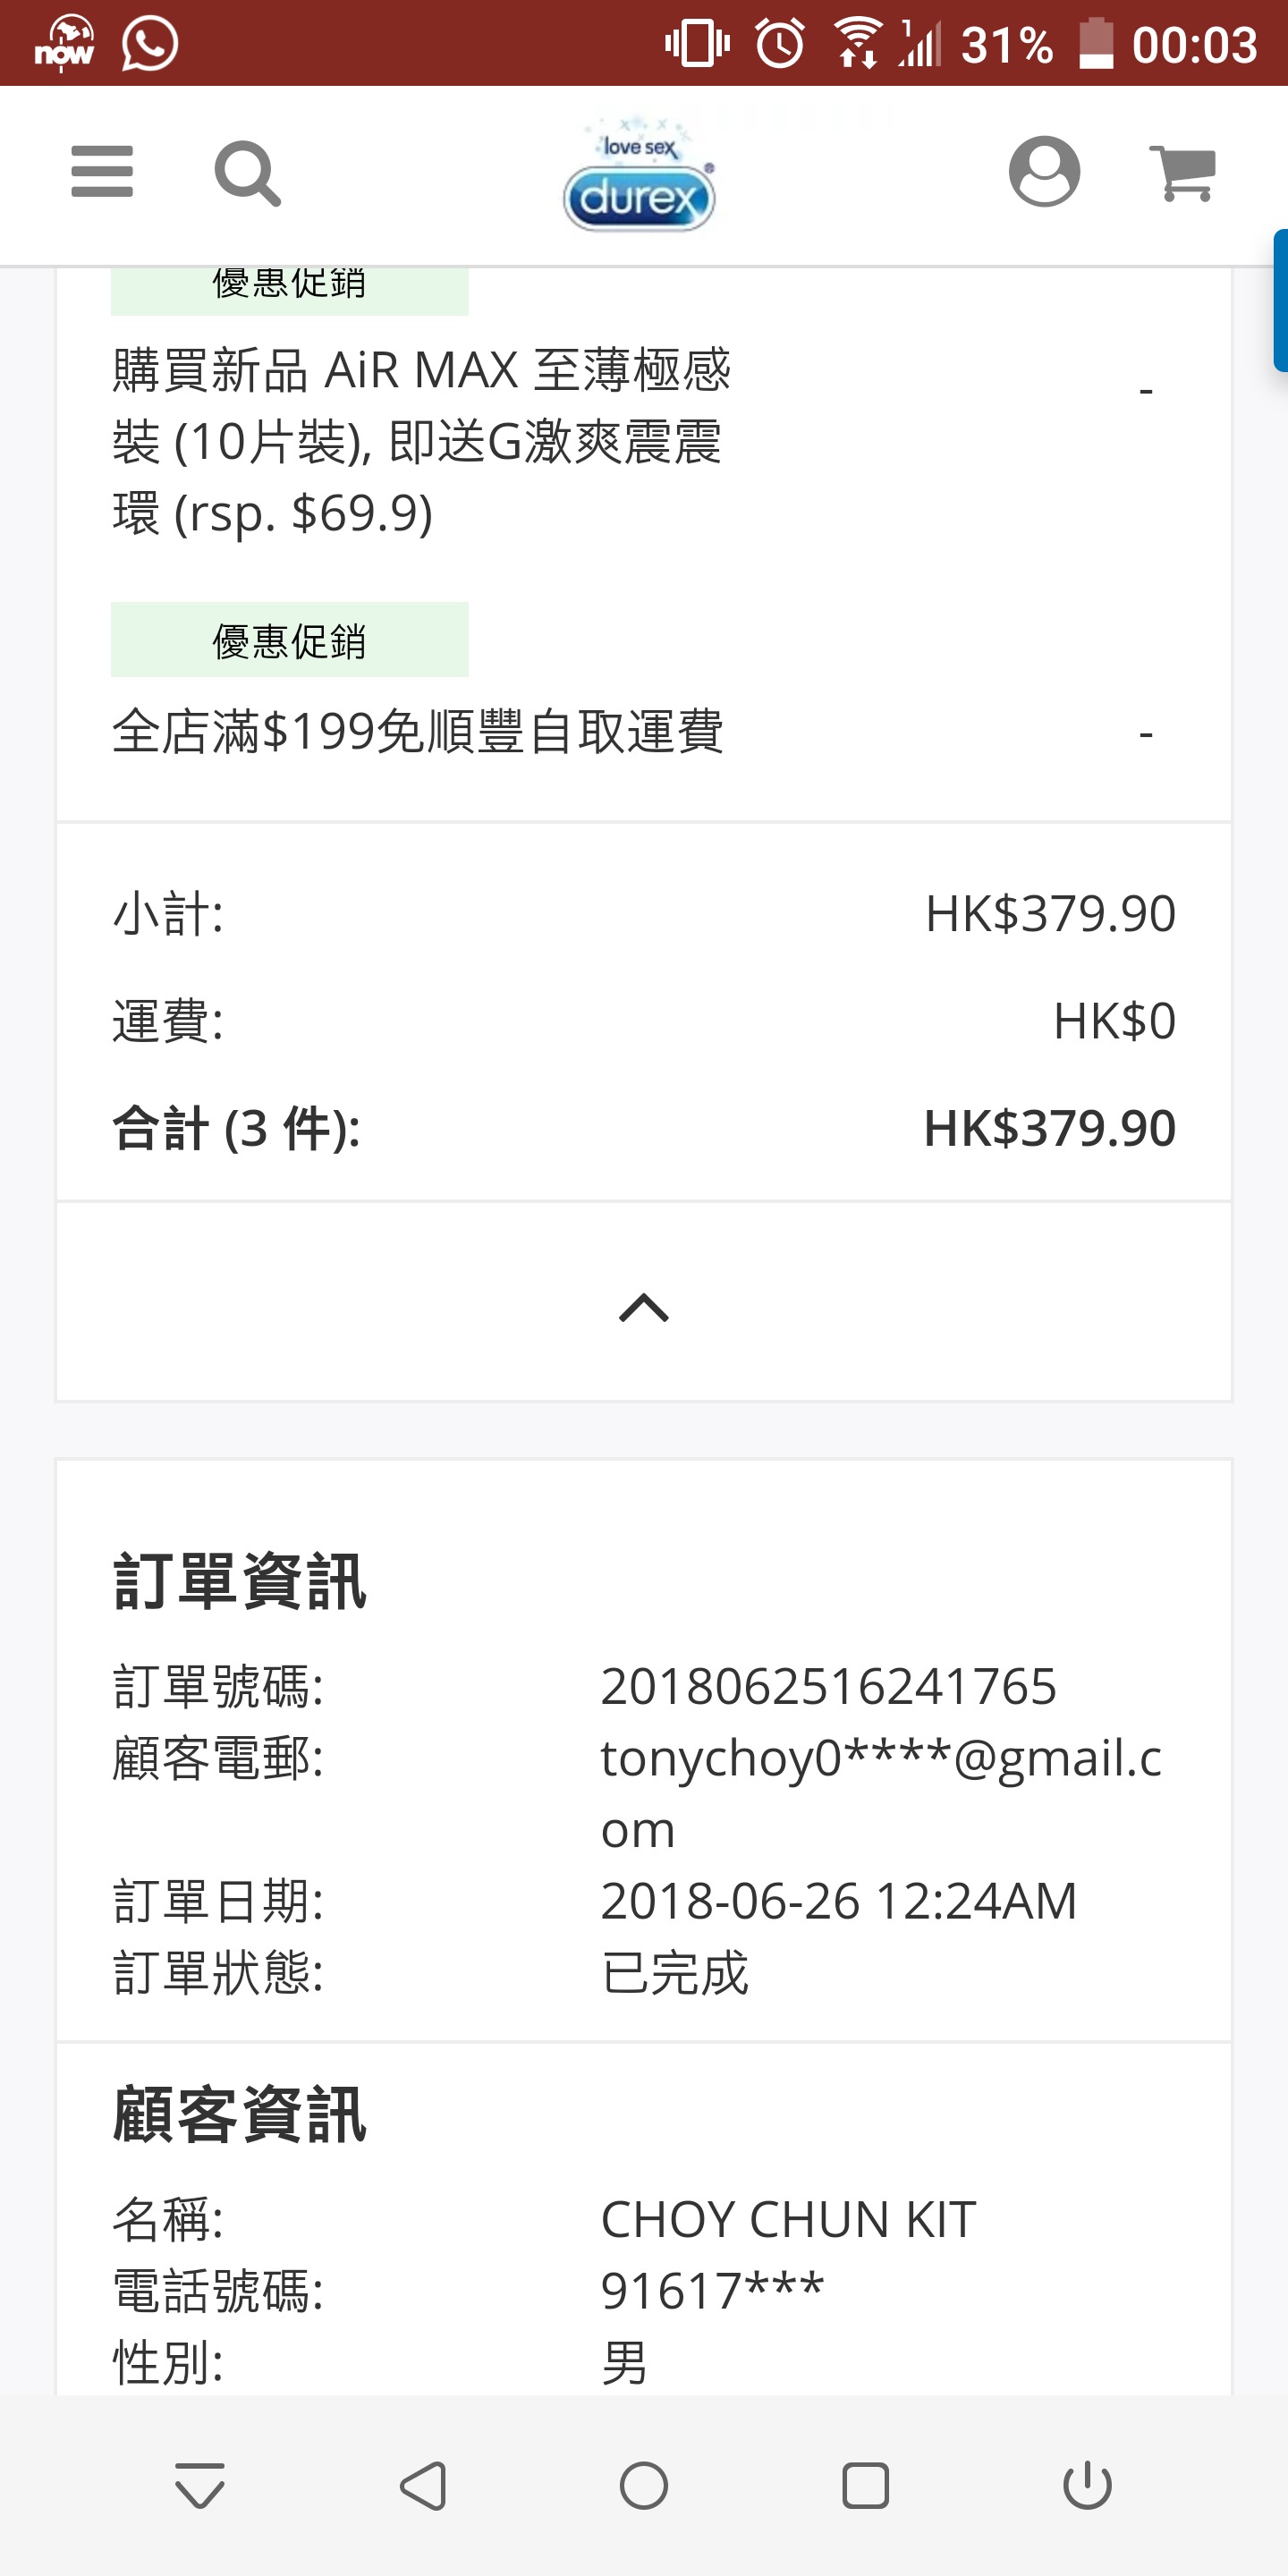 now
1
31%
00:03
love sex
durex
優惠促銷
購買新品 AiR MAX 至薄極感
裝 (10片裝), 即送G激爽震震
環 (rsp. $69.9)
-
優惠促銷
全店滿$199免順豐自取運費
-
小計:
HK$379.90
運費:
HK$0
合計 (3 件):
HK$379.90
訂單資訊
訂單號碼:
2018062516241765
顧客電郵:
tonychoy0****@gmail.c
om
訂單日期:
2018-06-26 12:24AM
訂單狀態:
已完成
顧客資訊
名稱:
CHOY CHUN KIT
電話號碼:
91617***
性別:
男